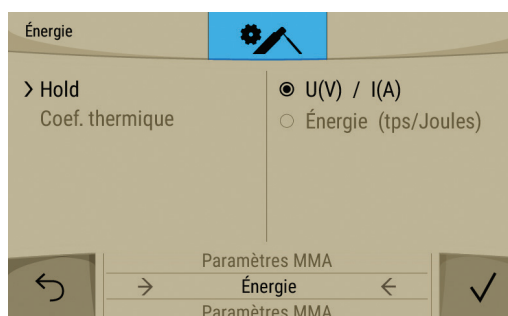 Énergie
> Hold
Coef. thermique
U(V) / I(A)
Énergie (tps/Joules)
Paramètres MMA
Énergie
Paramètres MMA